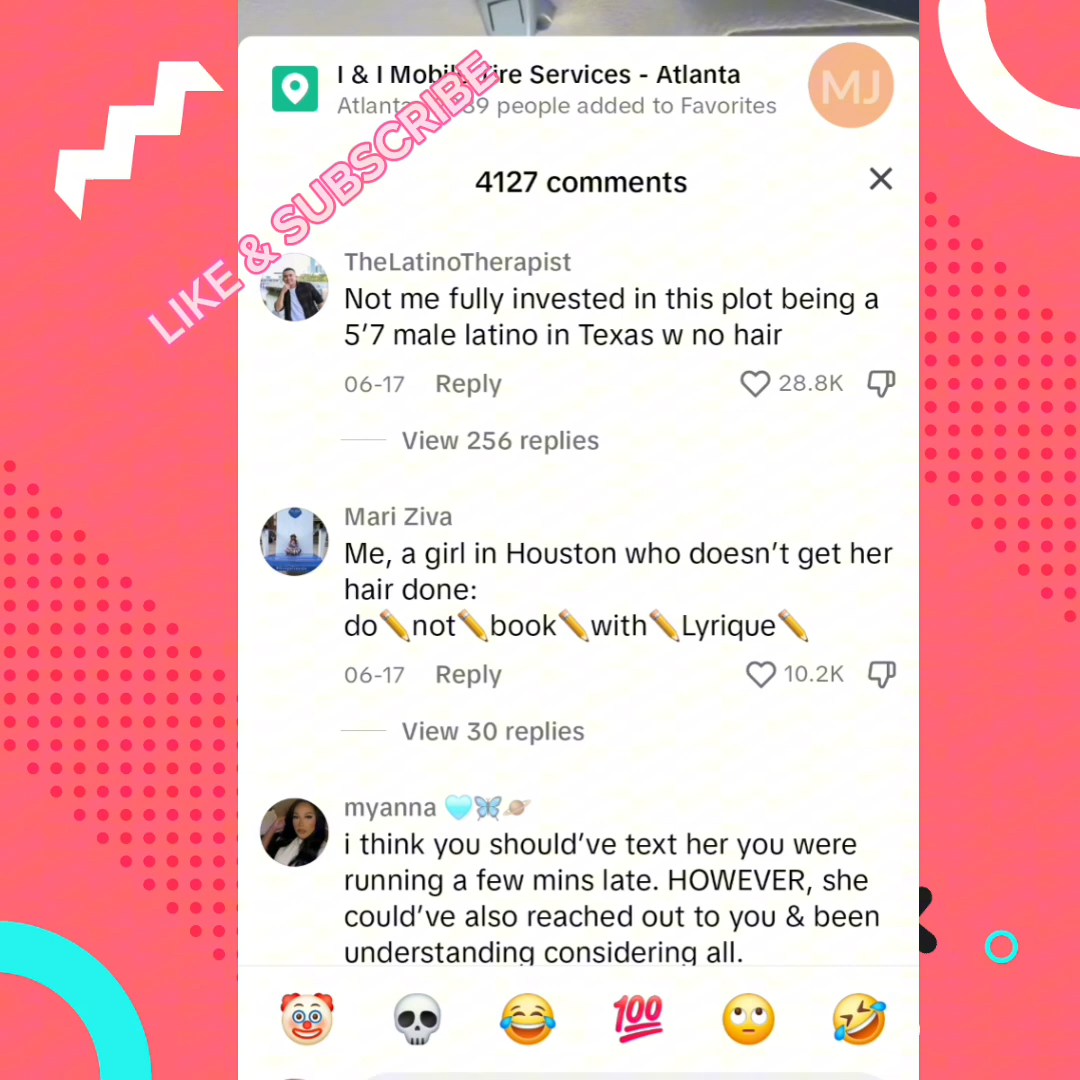 I & I Mobile Tire Services - Atlanta
Atlanta 89 people added to Favorites
MJ
LIKE & SUBSCRIBE
4127 comments
TheLatinoTherapist
Not me fully invested in this plot being a
5’7 male latino in Texas w no hair
06-17 Reply 28.8K
View 256 replies
Mari Ziva
Me, a girl in Houston who doesn’t get her
hair done:
do✏️not✏️book✏️with✏️Lyrique✏️
06-17 Reply 10.2K
View 30 replies
myanna 🩵🦋🪐
i think you should’ve text her you were
running a few mins late. HOWEVER, she
could’ve also reached out to you & been
understanding considering all.
🤡 💀 😂 💯 🙄 🤣